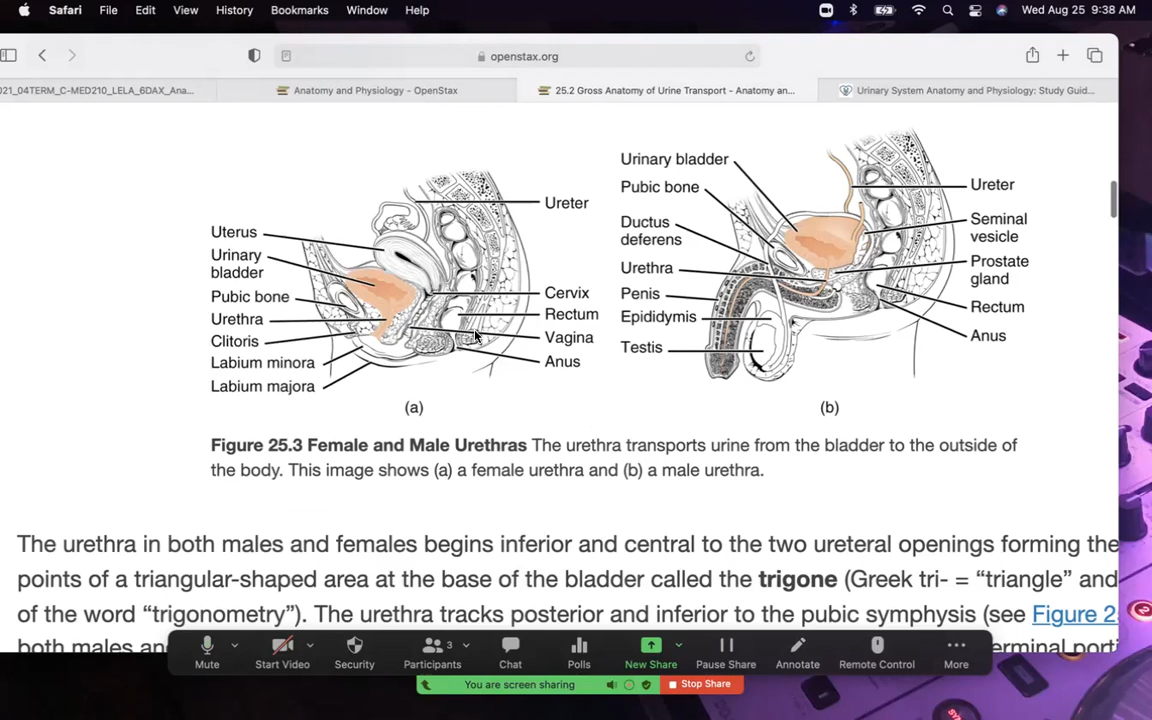 Safari File Edit View History Bookmarks Window Help Wed Aug 25 9:38 AM
openstax.org
021_04TERM_C-MED210_LELA_6DAX_Ana... Anatomy and Physiology - OpenStax 25.2 Gross Anatomy of Urine Transport - Anatomy an... Urinary System Anatomy and Physiology: Study Guid...
Uterus
Urinary
bladder
Pubic bone
Urethra
Clitoris
Labium minora
Labium majora
Ureter
Cervix
Rectum
Vagina
Anus
(a)
Urinary bladder
Pubic bone
Ductus
deferens
Urethra
Penis
Epididymis
Testis
Ureter
Seminal
vesicle
Prostate
gland
Rectum
Anus
(b)
Figure 25.3 Female and Male Urethras The urethra transports urine from the bladder to the outside of
the body. This image shows (a) a female urethra and (b) a male urethra.
The urethra in both males and females begins inferior and central to the two ureteral openings forming the
points of a triangular-shaped area at the base of the bladder called the trigone (Greek tri- = “triangle” and
of the word “trigonometry”). The urethra tracks posterior and inferior to the pubic symphysis (see Figure 2
both males an
3
Mute Start Video Security Participants Chat Polls New Share Pause Share Annotate Remote Control More
You are screen sharing Stop Share